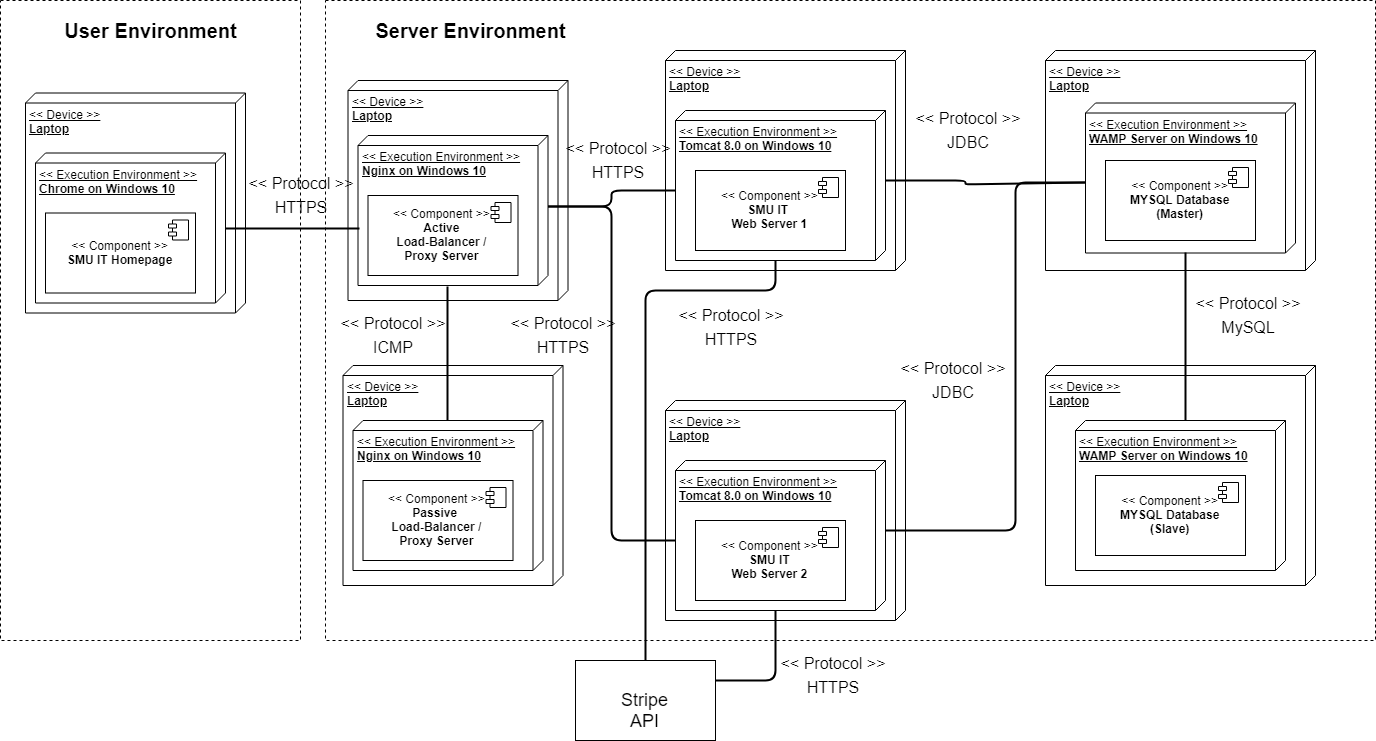 User Environment
<< Device >>
Laptop
<< Execution Environment >>
Chrome on Windows 10
<< Component >>
SMU IT Homepage
<< Protocol >>
HTTPS
Server Environment
<< Device >>
Laptop
<< Execution Environment >>
Nginx on Windows 10
<< Component >>
Active
Load-Balancer /
Proxy Server
<< Protocol >>
ICMP
<< Device >>
Laptop
<< Execution Environment >>
Nginx on Windows 10
<< Component >>
Passive
Load-Balancer /
Proxy Server
<< Protocol >>
HTTPS
<< Protocol >>
HTTPS
<< Device >>
Laptop
<< Execution Environment >>
Tomcat 8.0 on Windows 10
<< Component >>
SMU IT
Web Server 1
<< Protocol >>
HTTPS
<< Device >>
Laptop
<< Execution Environment >>
Tomcat 8.0 on Windows 10
<< Component >>
SMU IT
Web Server 2
<< Protocol >>
JDBC
<< Protocol >>
JDBC
<< Device >>
Laptop
<< Execution Environment >>
WAMP Server on Windows 10
<< Component >>
MYSQL Database
(Master)
<< Protocol >>
MySQL
<< Device >>
Laptop
<< Execution Environment >>
WAMP Server on Windows 10
<< Component >>
MYSQL Database
(Slave)
<< Protocol >>
HTTPS
Stripe
API